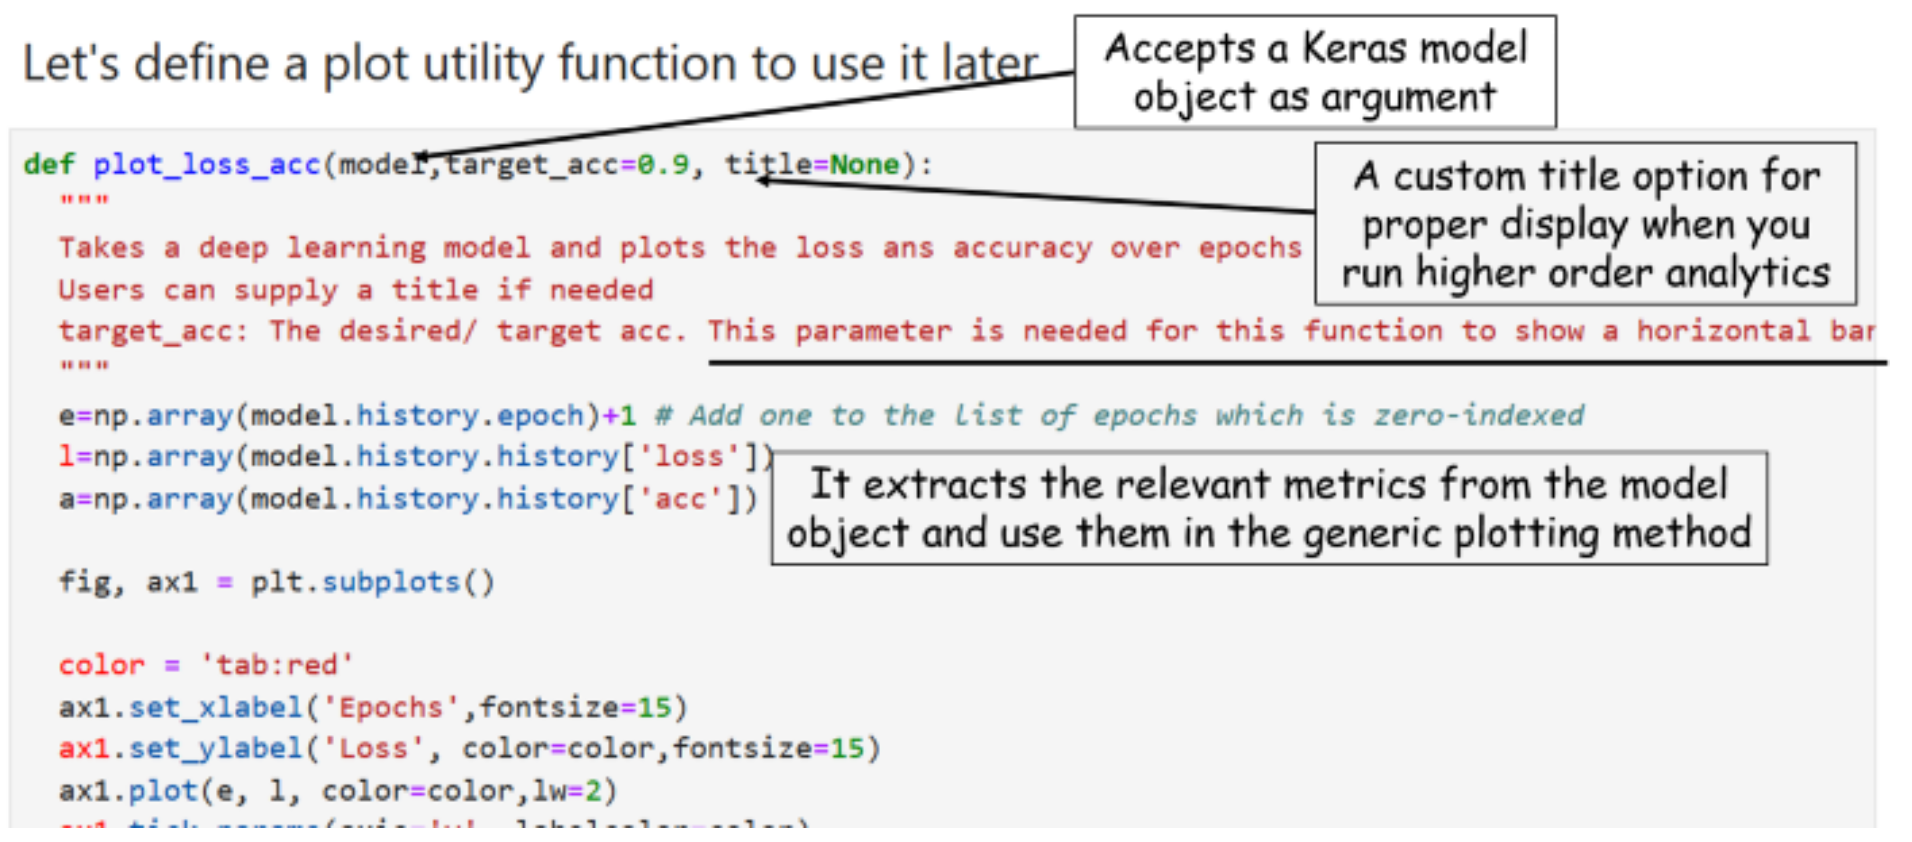 Let's define a plot utility function to use it later
Accepts a Keras model
object as argument
def plot_loss_acc(model,target_acc=0.9, title=None):
"""
Takes a deep learning model and plots the loss ans accuracy over epochs
Users can supply a title if needed
target_acc: The desired/ target acc. This parameter is needed for this function to show a horizontal bar
"""
A custom title option for
proper display when you
run higher order analytics
e=np.array(model.history.epoch)+1 # Add one to the list of epochs which is zero-indexed
l=np.array(model.history.history['loss'])
a=np.array(model.history.history['acc'])
It extracts the relevant metrics from the model
object and use them in the generic plotting method
fig, ax1 = plt.subplots()
color = 'tab:red'
ax1.set_xlabel('Epochs',fontsize=15)
ax1.set_ylabel('Loss', color=color,fontsize=15)
ax1.plot(e, l, color=color,lw=2)